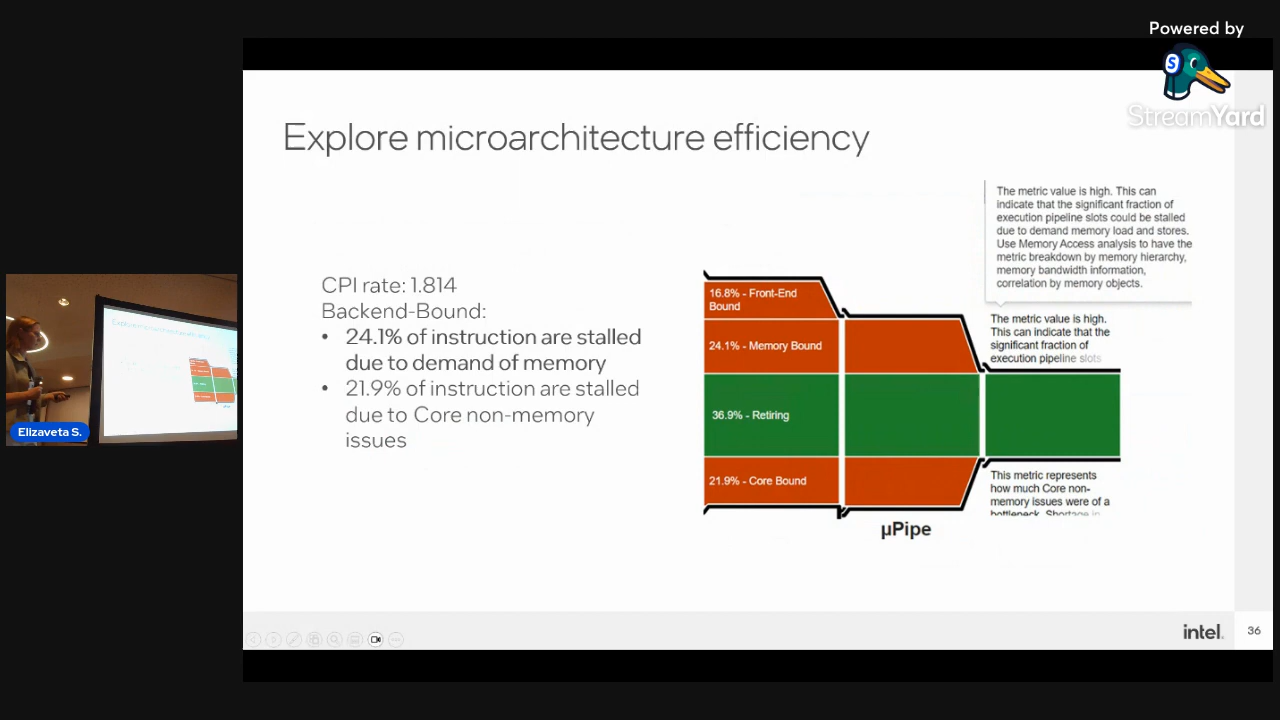 Powered by
StreamYard
Explore microarchitecture efficiency
CPI rate: 1.814
Backend-Bound:
• 24.1% of instruction are stalled
due to demand of memory
• 21.9% of instruction are stalled
due to Core non-memory
issues
The metric value is high. This can
indicate that the significant fraction of
execution pipeline slots could be stalled
due to demand memory load and stores.
Use Memory Access analysis to have the
metric breakdown by memory hierarchy,
memory bandwidth information,
correlation by memory objects.
16.8% - Front-End
Bound
24.1% - Memory Bound
36.9% - Retiring
21.9% - Core Bound
The metric value is high.
This can indicate that the
significant fraction of
execution pipeline slots
This metric represents
how much Core non-
memory issues were of a
bottleneck. Shortage in
µPipe
Elizaveta S.
intel.
36